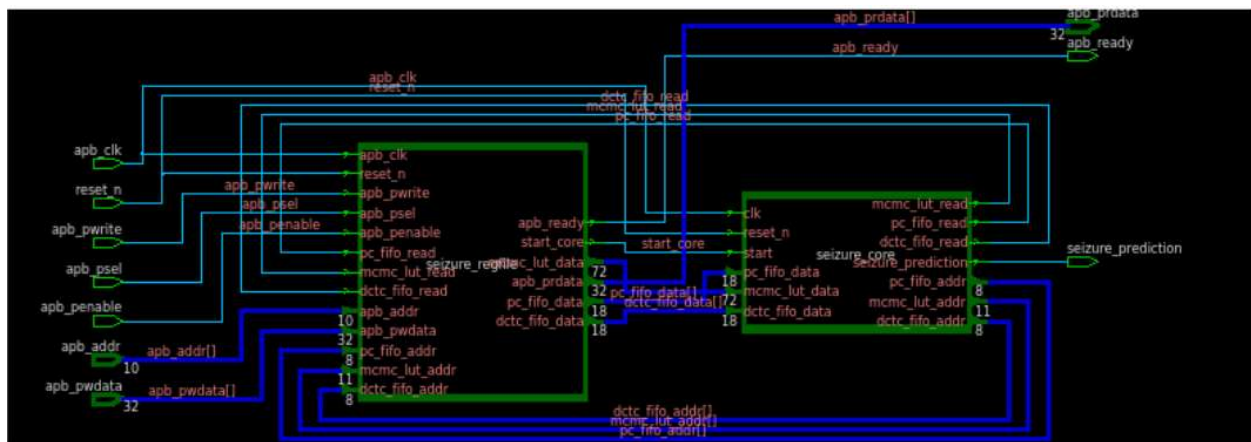 apb_prdata[]
apb_prdata
32
apb_ready
apb_ready
apb_clk
reset_n
dctc_fifo_read
mcmc_lut_read
pc_fifo_read
apb_clk
reset_n
apb_pwrite
apb_psel
apb_penable
apb_addr
10
apb_pwdata
32
apb_pwrite
apb_psel
apb_penable
apb_addr[]
apb_pwdata[]
apb_clk
reset_n
apb_pwrite
apb_psel
apb_penable
pc_fifo_read
mcmc_lut_read
dctc_fifo_read
apb_addr
10
apb_pwdata
32
pc_fifo_addr
8
mcmc_lut_addr
11
dctc_fifo_addr
8
seizure_regfile
apb_ready
start_core
mcmc_lut_data
72
apb_prdata
32
pc_fifo_data
18
dctc_fifo_data
18
start_core
pc_fifo_data[]
dctc_fifo_data[]
clk
reset_n
start
pc_fifo_data
18
mcmc_lut_data
72
dctc_fifo_data
18
seizure_core
mcmc_lut_read
pc_fifo_read
dctc_fifo_read
seizure_prediction
pc_fifo_addr
8
mcmc_lut_addr
11
dctc_fifo_addr
8
seizure_prediction
dctc_fifo_addr[]
mcmc_lut_addr[]
pc_fifo_addr[]